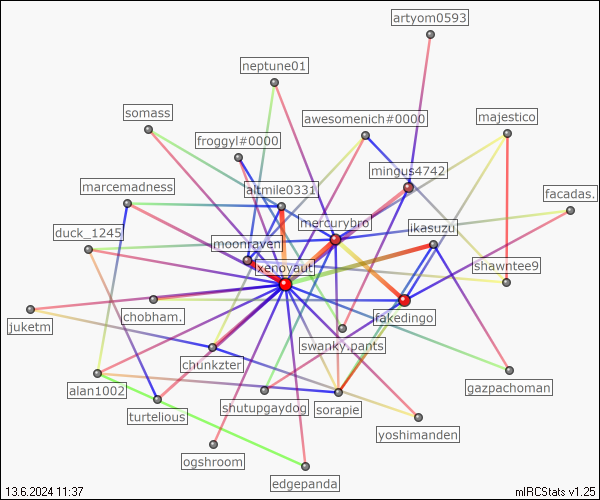 artyom0593
neptune01
somass
awesomenich#0000
majestico
froggyl#0000
mingus4742
marcemadness
altmile0331
facadas.
mercurybro
ikasuzu
duck_1245
moonraven
xenoyaut
shawntee9
chobham.
fakedingo
juketm
swanky.pants
chunkzter
gazpachoman
alan1002
shutupgaydog
sorapie
turtelious
yoshimanden
ogshroom
edgepanda
13.6.2024 11:37
mIRCStats v1.25